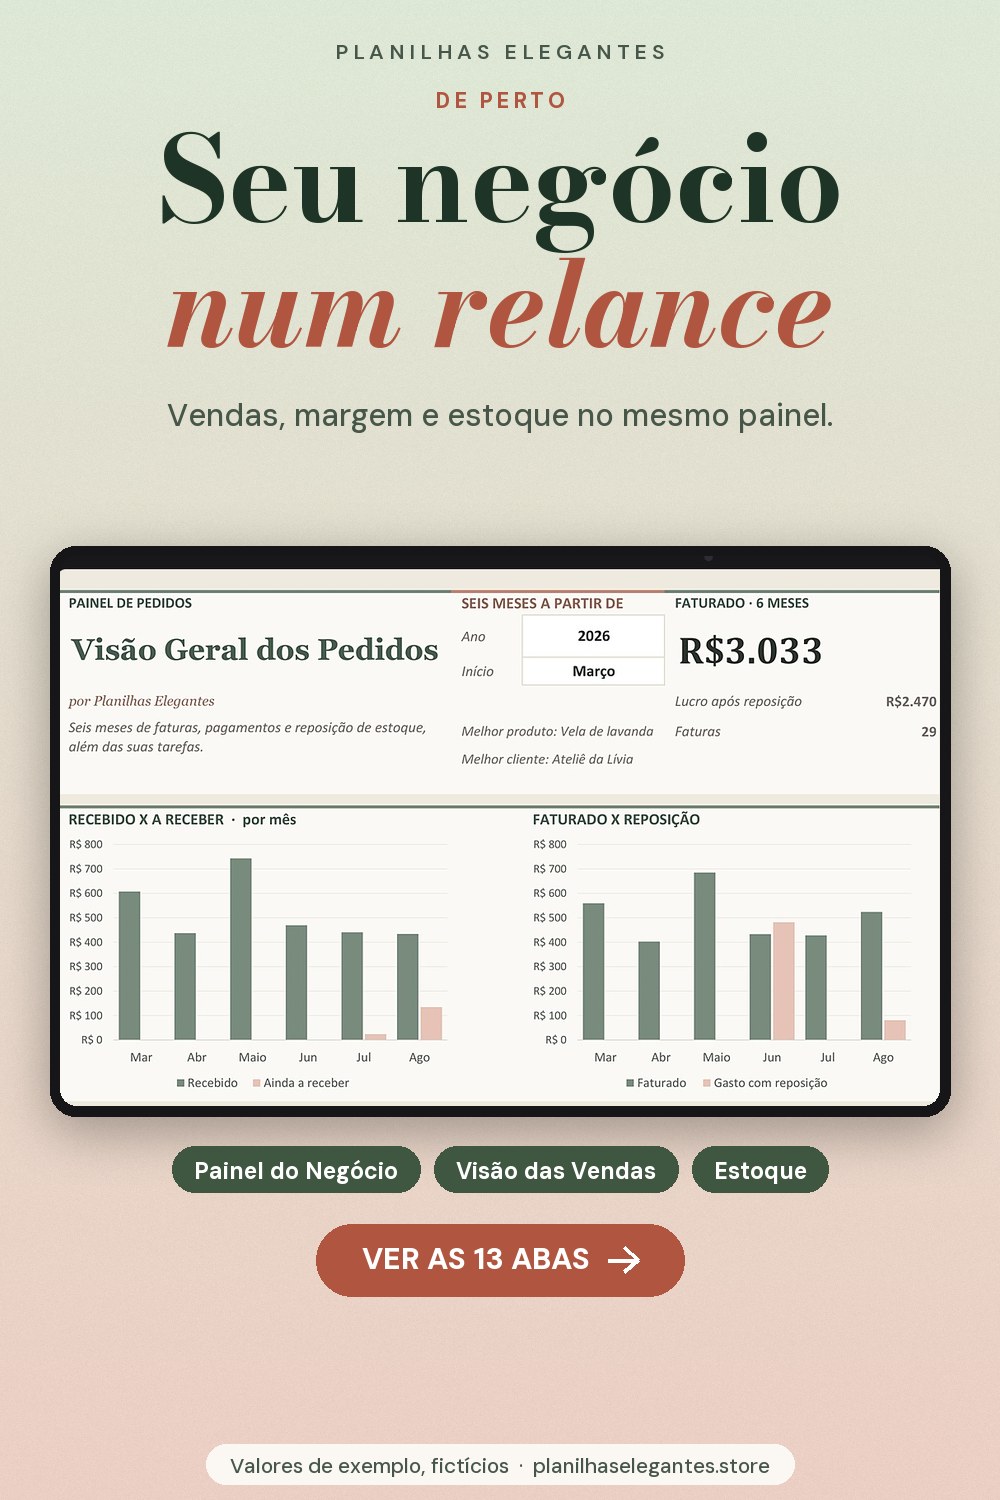 PLANILHAS ELEGANTES
DE PERTO
Seu negócio
num relance
Vendas, margem e estoque no mesmo painel.
PAINEL DE PEDIDOS
Visão Geral dos Pedidos
por Planilhas Elegantes
Seis meses de faturas, pagamentos e reposição de estoque,
além das suas tarefas.
SEIS MESES A PARTIR DE
Ano 2026
Início Março
Melhor produto: Vela de lavanda
Melhor cliente: Ateliê da Lívia
FATURADO · 6 MESES
R$3.033
Lucro após reposição R$2.470
Faturas 29
RECEBIDO X A RECEBER · por mês
R$ 800
R$ 700
R$ 600
R$ 500
R$ 400
R$ 300
R$ 200
R$ 100
R$ 0
Mar Abr Maio Jun Jul Ago
Recebido Ainda a receber
FATURADO X REPOSIÇÃO
R$ 800
R$ 700
R$ 600
R$ 500
R$ 400
R$ 300
R$ 200
R$ 100
R$ 0
Mar Abr Maio Jun Jul Ago
Faturado Gasto com reposição
Painel do Negócio Visão das Vendas Estoque
VER AS 13 ABAS →
Valores de exemplo, fictícios · planilhaselegantes.store